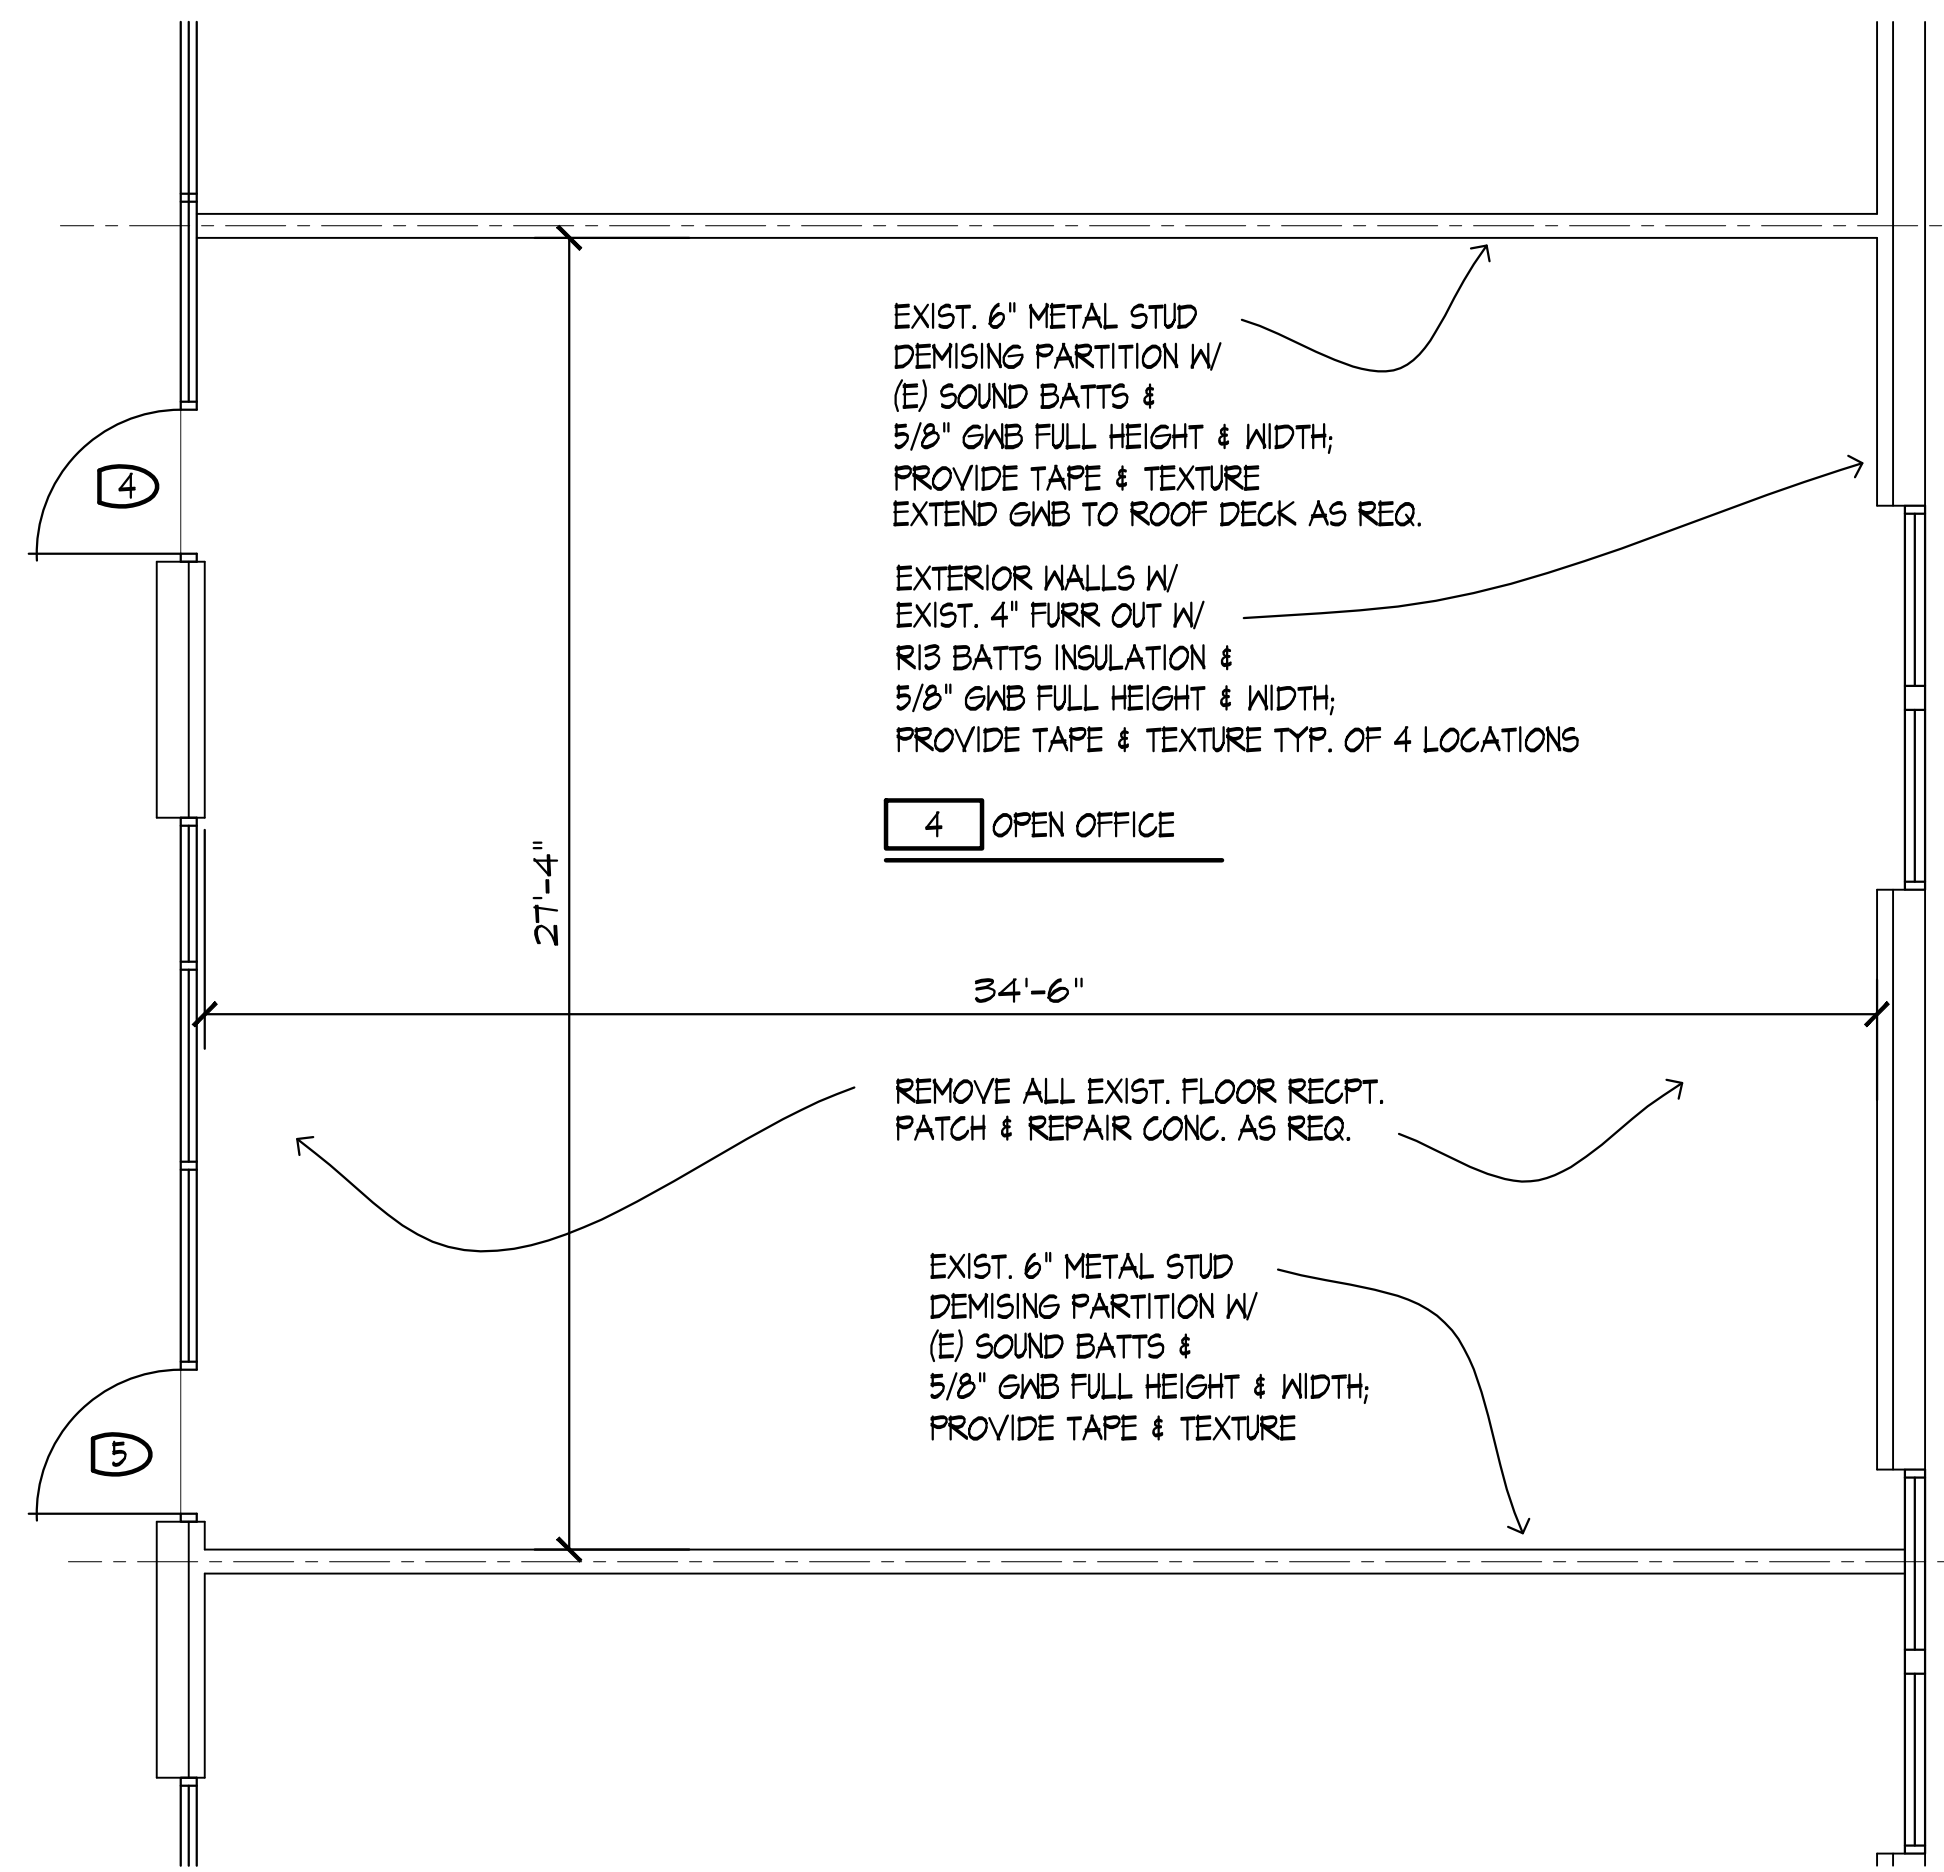 EXIST. 6" METAL STUD
DEMISING PARTITION W/
(E) SOUND BATTS &
5/8" GWB FULL HEIGHT & WIDTH;
PROVIDE TAPE & TEXTURE
EXTEND GWB TO ROOF DECK AS REQ.
4
EXTERIOR WALLS W/
EXIST. 4" FURR OUT W/
R13 BATTS INSULATION &
5/8" GWB FULL HEIGHT & WIDTH;
PROVIDE TAPE & TEXTURE TYP. OF 4 LOCATIONS
4 OPEN OFFICE
27'-4"
34'-6"
REMOVE ALL EXIST. FLOOR RECPT.
PATCH & REPAIR CONC. AS REQ.
EXIST. 6" METAL STUD
DEMISING PARTITION W/
(E) SOUND BATTS &
5/8" GWB FULL HEIGHT & WIDTH;
PROVIDE TAPE & TEXTURE
5